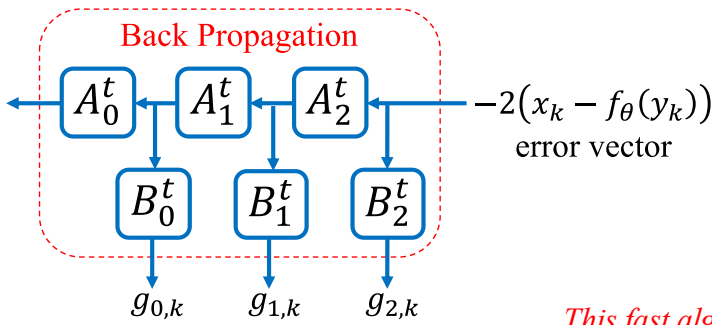 Back Propagation
A_0^t A_1^t A_2^t −2(x_k − f_θ(y_k))
error vector
B_0^t B_1^t B_2^t
g_{0,k} g_{1,k} g_{2,k}
This fast